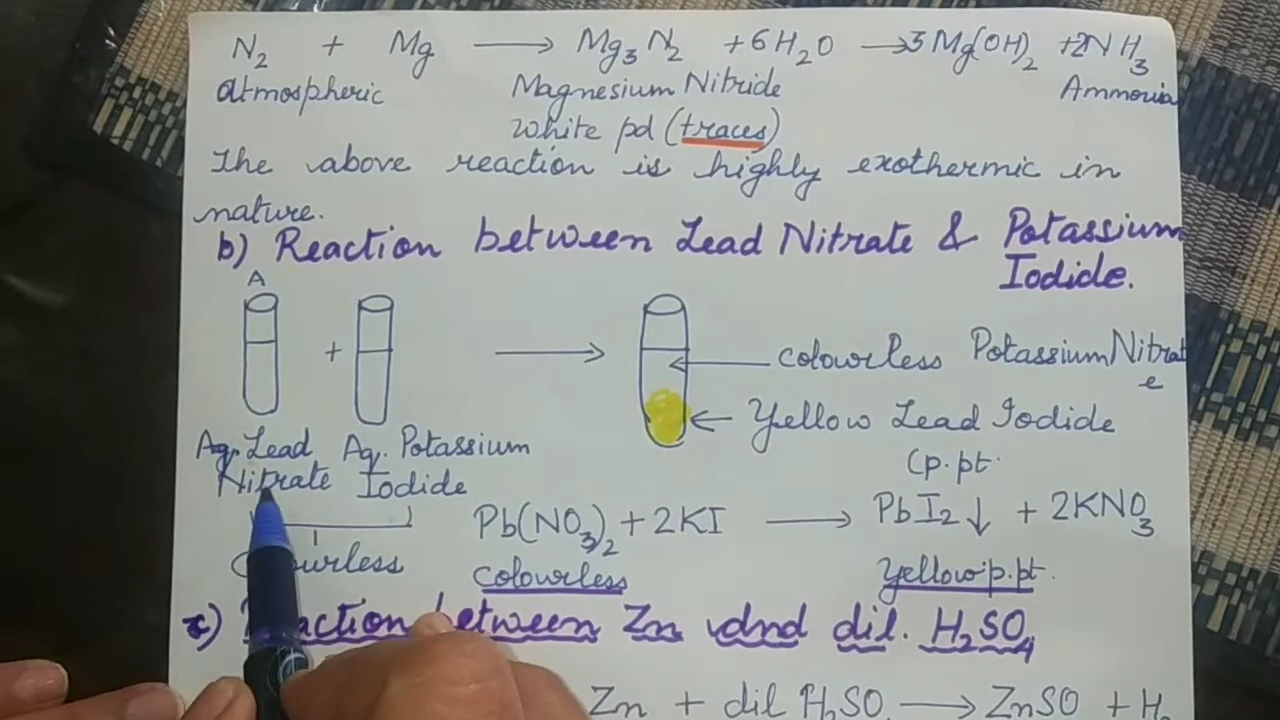 N₂ + Mg → Mg₃N₂ + 6H₂O → 3Mg(OH)₂ + 2NH₃
Atmospheric Magnesium Nitride Ammonia
White pd (traces)
The above reaction is highly exothermic in
nature.
b) Reaction between Lead Nitrate & Potassium
Iodide.
A
+ →
colourless Potassium Nitrate
Yellow Lead Iodide
(p.pt.
Aq. Lead Aq. Potassium
Nitrate Iodide
Pb(NO₃)₂ + 2KI → PbI₂↓ + 2KNO₃
colourless yellow p.pt.
c) Reaction between Zn and dil. H₂SO₄
Zn + dil H₂SO → ZnSO + H₂